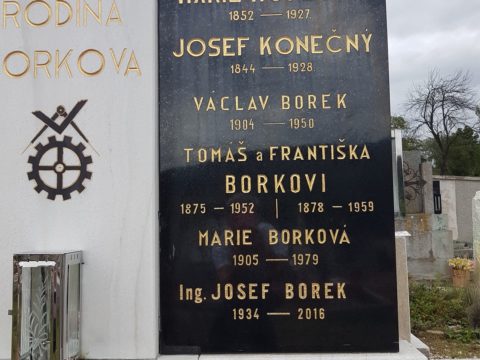 RODINA
BORKOVA
1852 — 1927.
JOSEF KONEČNÝ
1844 — 1928.
VÁCLAV BOREK
1904 — 1950
TOMÁŠ a FRANTIŠKA
BORKOVI
1875 — 1952 | 1878 — 1959
MARIE BORKOVÁ
1905 — 1979
Ing. JOSEF BOREK
1934 — 2016